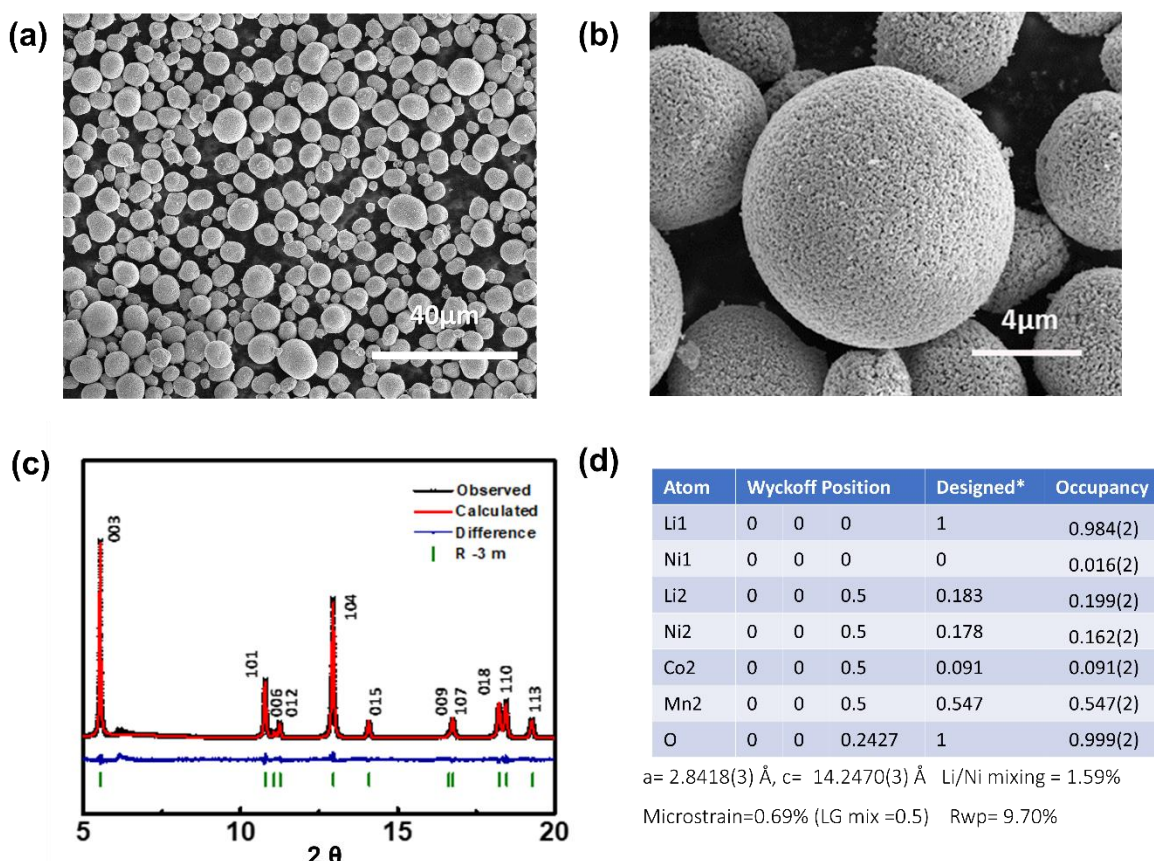 (a)
40μm
(b)
4μm
(c)
Observed
Calculated
Difference
R -3 m
003
101
006
012
104
015
009
107
018
110
113
5 10 15 20
2 θ
(d)
Atom Wyckoff Position Designed* Occupancy
Li1 0 0 0 1 0.984(2)
Ni1 0 0 0 0 0.016(2)
Li2 0 0 0.5 0.183 0.199(2)
Ni2 0 0 0.5 0.178 0.162(2)
Co2 0 0 0.5 0.091 0.091(2)
Mn2 0 0 0.5 0.547 0.547(2)
O 0 0 0.2427 1 0.999(2)
a= 2.8418(3) Å, c= 14.2470(3) Å Li/Ni mixing = 1.59%
Microstrain=0.69% (LG mix =0.5) Rwp= 9.70%